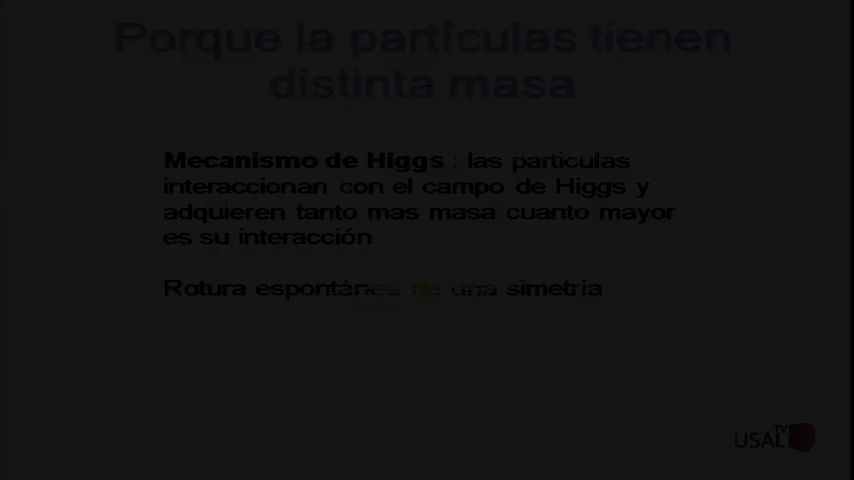 Porque la partículas tienen
distinta masa
Mecanismo de Higgs : las particulas
interaccionan con el campo de Higgs y
adquieren tanto mas masa cuanto mayor
es su interacción
Rotura espontánea de una simetria
USAL TV